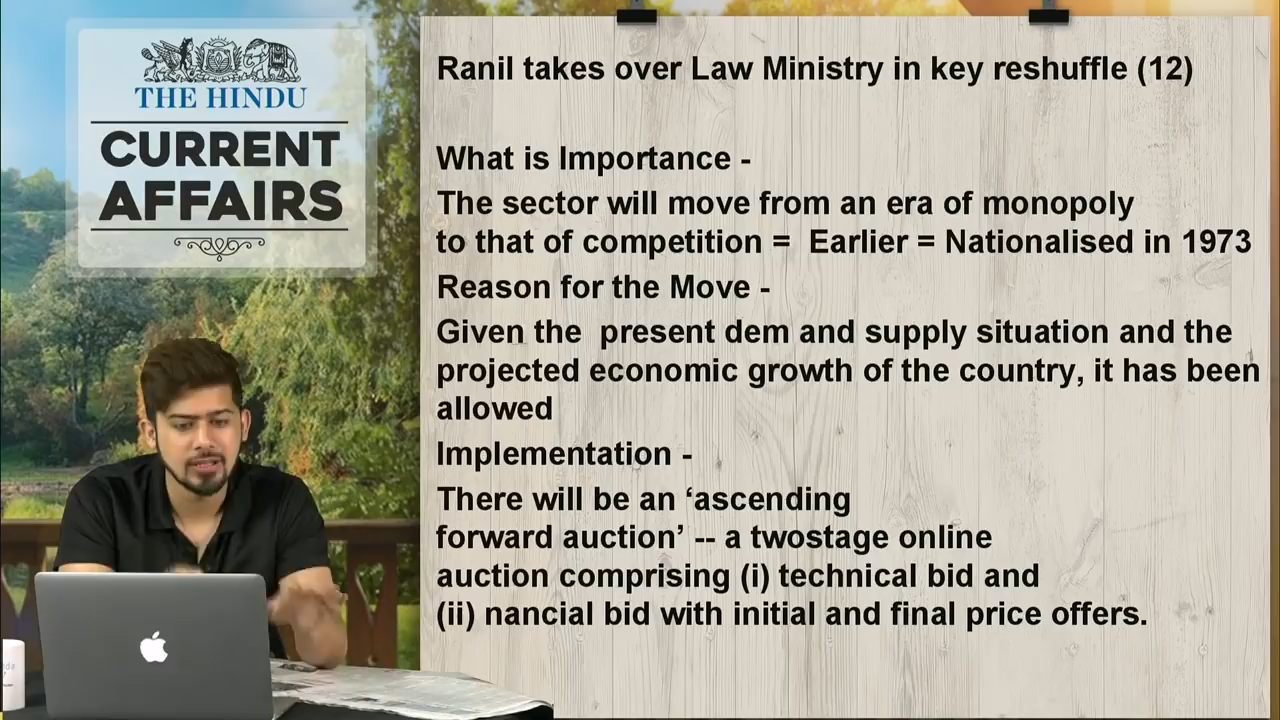 THE HINDU
CURRENT
AFFAIRS
Ranil takes over Law Ministry in key reshuffle (12)
What is Importance -
The sector will move from an era of monopoly
to that of competition =  Earlier = Nationalised in 1973
Reason for the Move -
Given the  present dem and supply situation and the
projected economic growth of the country, it has been
allowed
Implementation -
There will be an ‘ascending
forward auction’ -- a twostage online
auction comprising (i) technical bid and
(ii) nancial bid with initial and final price offers.